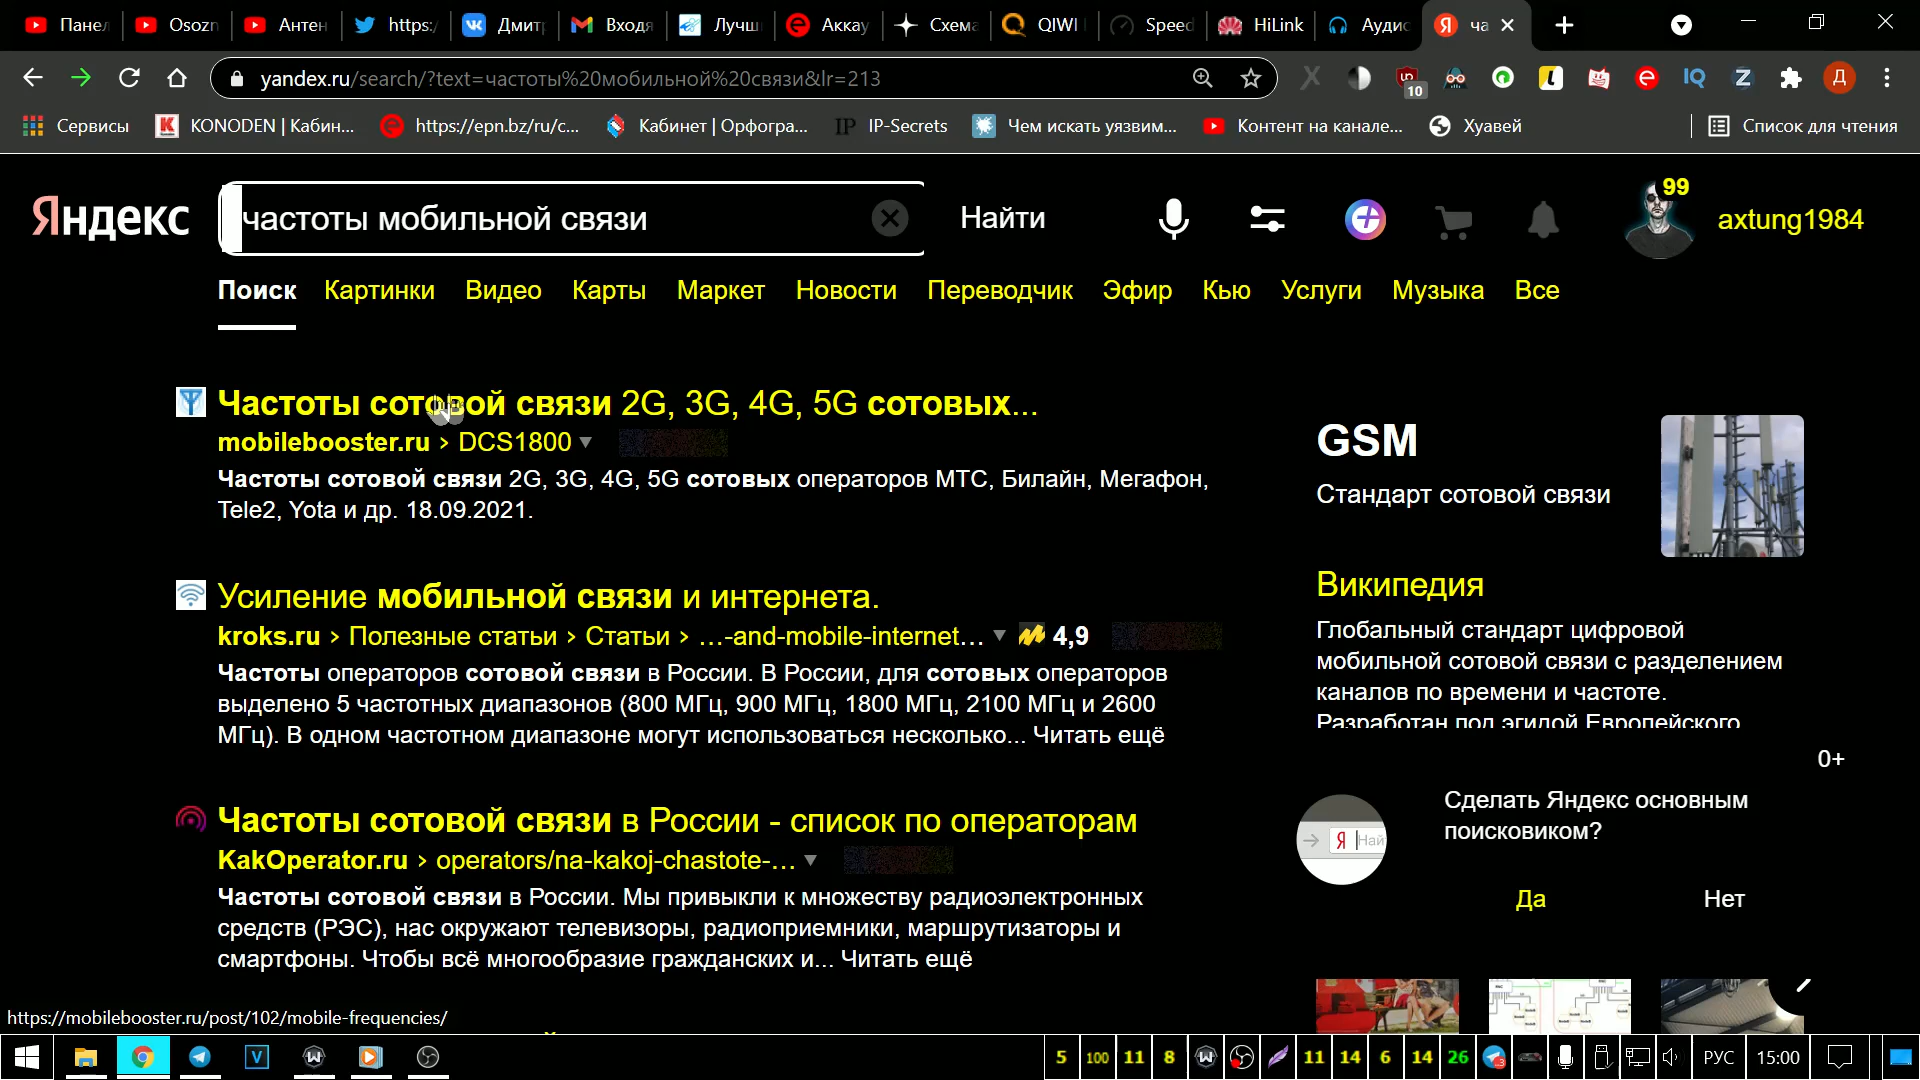 Панел
Osozn
Антен
https:/
Дмит
Входя
Лучш
Аккау
Схема
QIWI
Speed
HiLink
Аудис
ча
yandex.ru/search/?text=частоты%20мобильной%20связи&lr=213
10
Сервисы
KONODEN | Кабин...
https://epn.bz/ru/c...
Кабинет | Орфогра...
IP-Secrets
Чем искать уязвим...
Контент на канале...
Хуавей
Список для чтения
Яндекс
частоты мобильной связи
Найти
99
axtung1984
Поиск Картинки Видео Карты Маркет Новости Переводчик Эфир Кью Услуги Музыка Все
Частоты сотовой связи 2G, 3G, 4G, 5G сотовых...
mobilebooster.ru › DCS1800
Частоты сотовой связи 2G, 3G, 4G, 5G сотовых операторов МТС, Билайн, Мегафон,
Tele2, Yota и др. 18.09.2021.
Усиление мобильной связи и интернета.
kroks.ru › Полезные статьи › Статьи › ...-and-mobile-internet... 4,9
Частоты операторов сотовой связи в России. В России, для сотовых операторов
выделено 5 частотных диапазонов (800 МГц, 900 МГц, 1800 МГц, 2100 МГц и 2600
МГц). В одном частотном диапазоне могут использоваться несколько... Читать ещё
Частоты сотовой связи в России - список по операторам
KakOperator.ru › operators/na-kakoj-chastote-...
Частоты сотовой связи в России. Мы привыкли к множеству радиоэлектронных
средств (РЭС), нас окружают телевизоры, радиоприемники, маршрутизаторы и
смартфоны. Чтобы всё многообразие гражданских и... Читать ещё
GSM
Стандарт сотовой связи
Википедия
Глобальный стандарт цифровой
мобильной сотовой связи с разделением
каналов по времени и частоте.
Разработан под эгидой Европейского
0+
Сделать Яндекс основным
поисковиком?
Я Най
Да
Нет
https://mobilebooster.ru/post/102/mobile-frequencies/
5 100 11 8 11 14 6 14 26 РУС 15:00